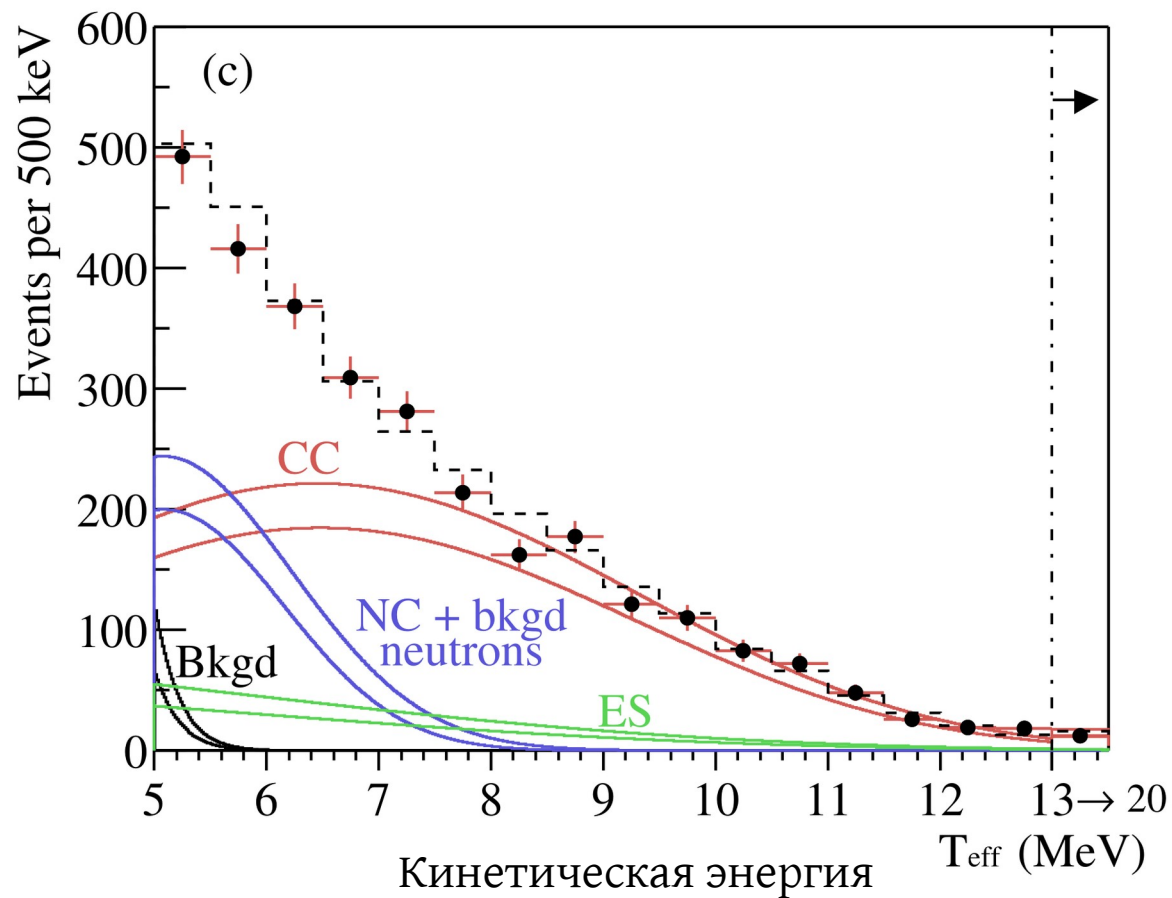 600
500
400
300
200
100
0
Events per 500 keV
(c)
CC
NC + bkgd
neutrons
Bkgd
ES
5 6 7 8 9 10 11 12 13→ 20
Teff (MeV)
Кинетическая энергия